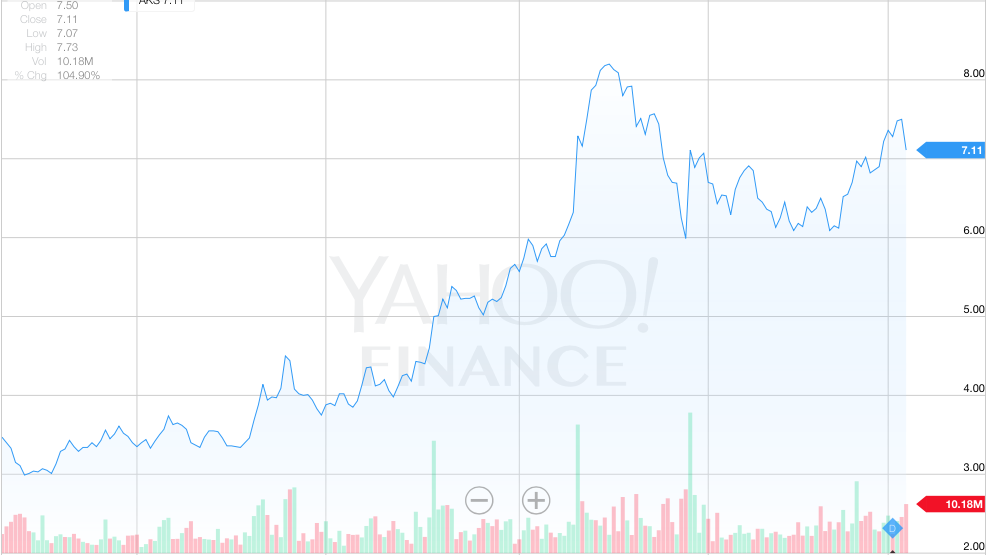 AKS 7.11
Open 7.50
Close 7.11
Low 7.07
High 7.73
Vol 10.18M
% Chg 104.90%
8.00
7.11
6.00
5.00
YAHOO!
FINANCE
4.00
3.00
10.18M
D
2.00